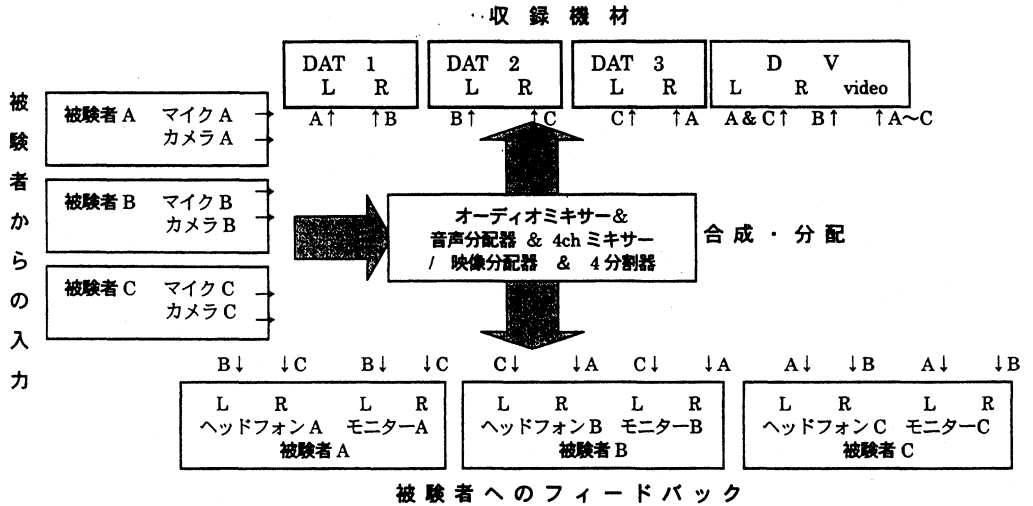 収 録 機 材
DAT 1
L R
DAT 2
L R
DAT 3
L R
D V
L R video
A↑ ↑B
B↑ ↑C
C↑ ↑A
A&C↑ B↑ ↑A～C
被験者からの入力
被験者A マイクA→
カメラA→
被験者B マイクB→
カメラB→
被験者C マイクC→
カメラC→
オーディオミキサー&
音声分配器 & 4chミキサー
/ 映像分配器 & 4分割器
合成・分配
B↓ ↓C B↓ ↓C
L R L R
ヘッドフォンA モニターA
被験者A
C↓ ↓A C↓ ↓A
L R L R
ヘッドフォンB モニターB
被験者B
A↓ ↓B A↓ ↓B
L R L R
ヘッドフォンC モニターC
被験者C
被験者へのフィードバック